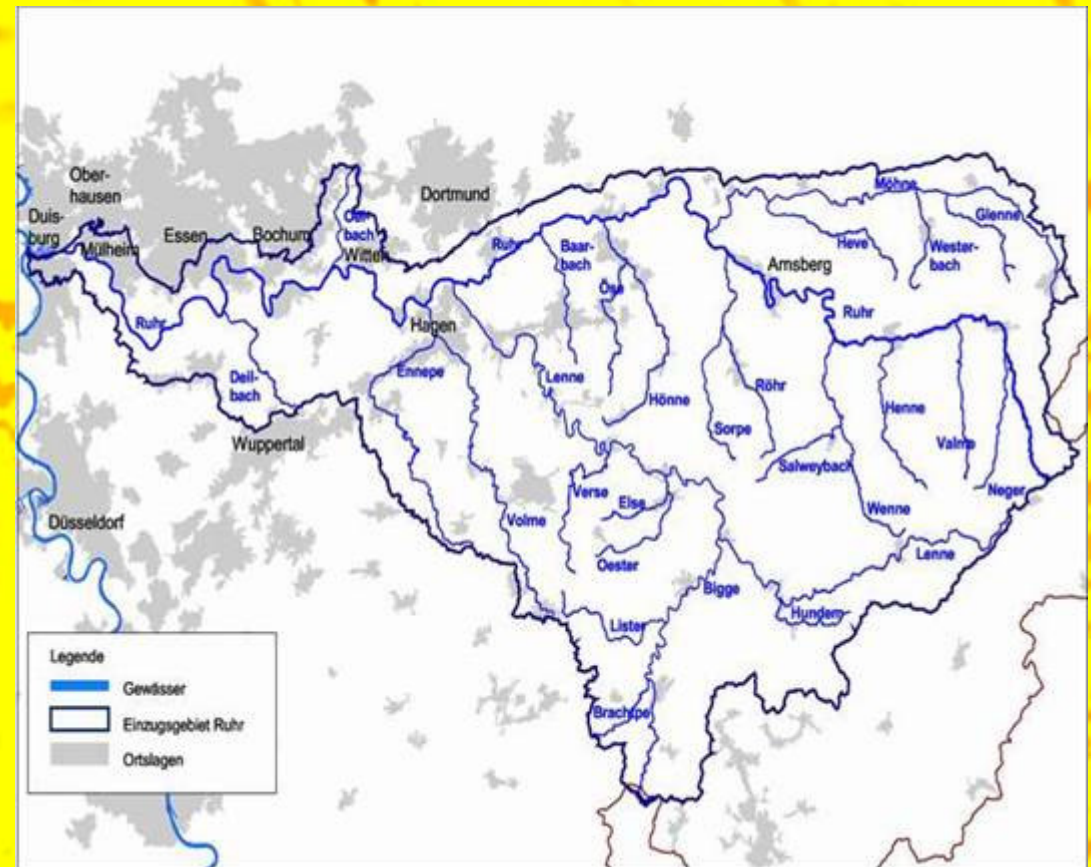 Ober-
hausen
Duis-
burg
Mülheim
Essen
Bochum
bach
Witten
Dortmund
Ruhr
Baar-
bach
Öse
Möhne
Glenne
Heve
Wester-
bach
Arnsberg
Ruhr
Ruhr
Hagen
Ennepe
Deil-
bach
Wuppertal
Lenne
Hönne
Sorpe
Röhr
Henne
Valme
Salweybach
Neger
Verse
Else
Wenne
Volme
Düsseldorf
Oester
Lenne
Bigge
Hundem
Lister
Brachtpe
Legende
Gewässer
Einzugsgebiet Ruhr
Ortslagen